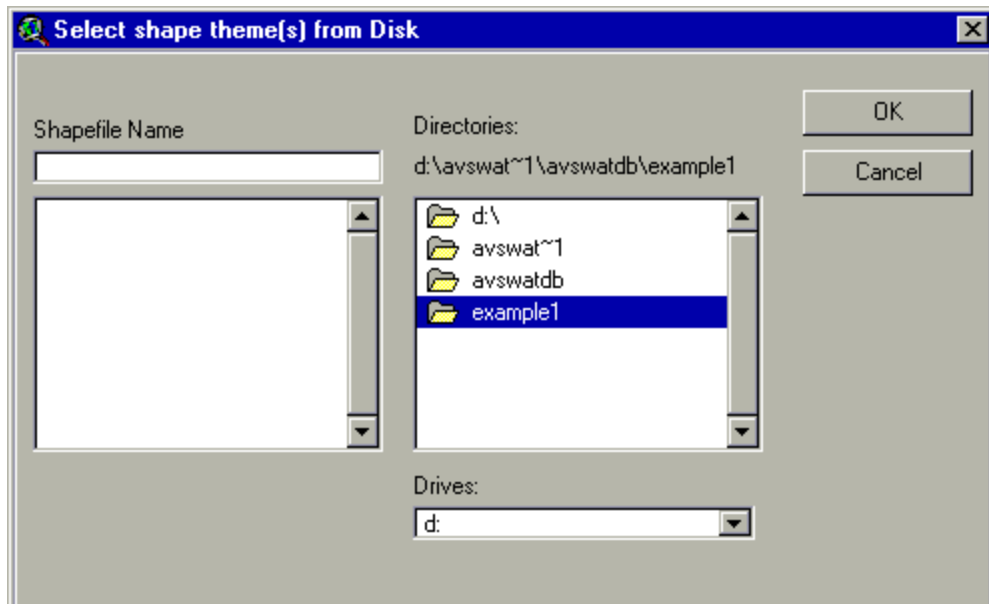 Select shape theme(s) from Disk
Shapefile Name
Directories:
d:\avswat~1\avswatdb\example1
d:\
avswat~1
avswatdb
example1
Drives:
d:
OK
Cancel